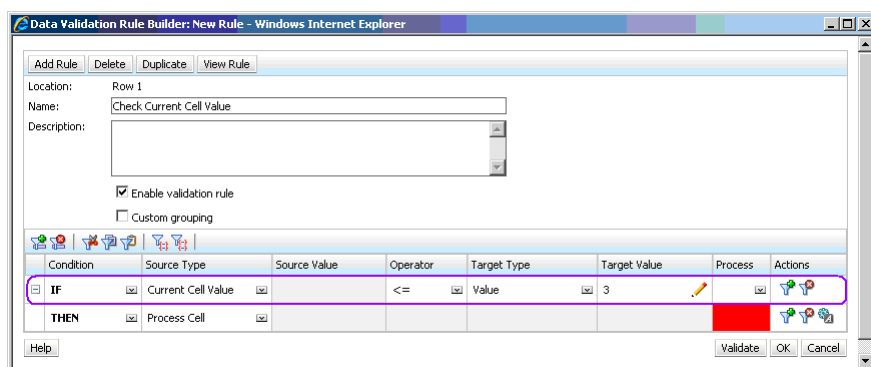 Data Validation Rule Builder: New Rule - Windows Internet Explorer
Add Rule Delete Duplicate View Rule
Location: Row 1
Name: Check Current Cell Value
Description:
Enable validation rule
Custom grouping
Condition Source Type Source Value Operator Target Type Target Value Process Actions
IF Current Cell Value <= Value 3
THEN Process Cell
Help Validate OK Cancel